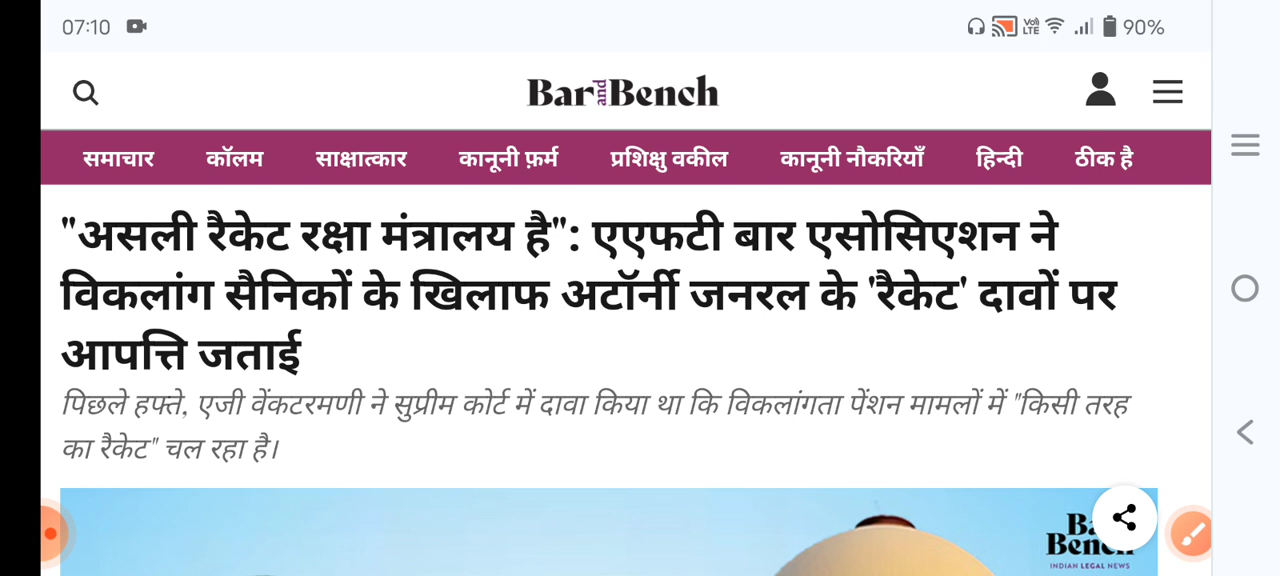 07:10
Vol) LTE 90%
Bar and Bench
समाचार कॉलम साक्षात्कार कानूनी फ़र्म प्रशिक्षु वकील कानूनी नौकरियाँ हिन्दी ठीक है
"असली रैकेट रक्षा मंत्रालय है": एएफटी बार एसोसिएशन ने
विकलांग सैनिकों के खिलाफ अटॉर्नी जनरल के 'रैकेट' दावों पर
आपत्ति जताई
पिछले हफ्ते, एजी वेंकटरमणी ने सुप्रीम कोर्ट में दावा किया था कि विकलांगता पेंशन मामलों में "किसी तरह
का रैकेट" चल रहा है।
Bench
INDIAN LEGAL NEWS